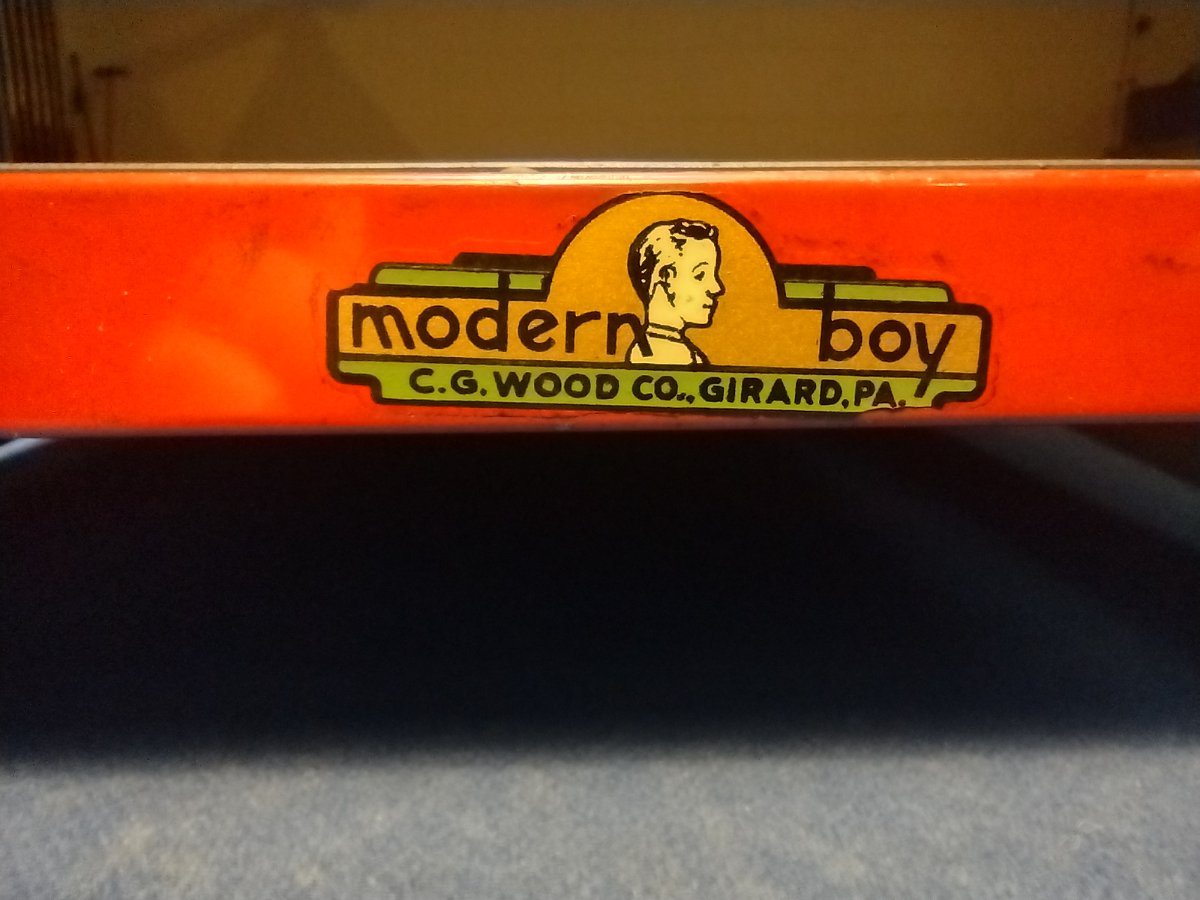 modern boy
C.G. WOOD CO., GIRARD, PA.